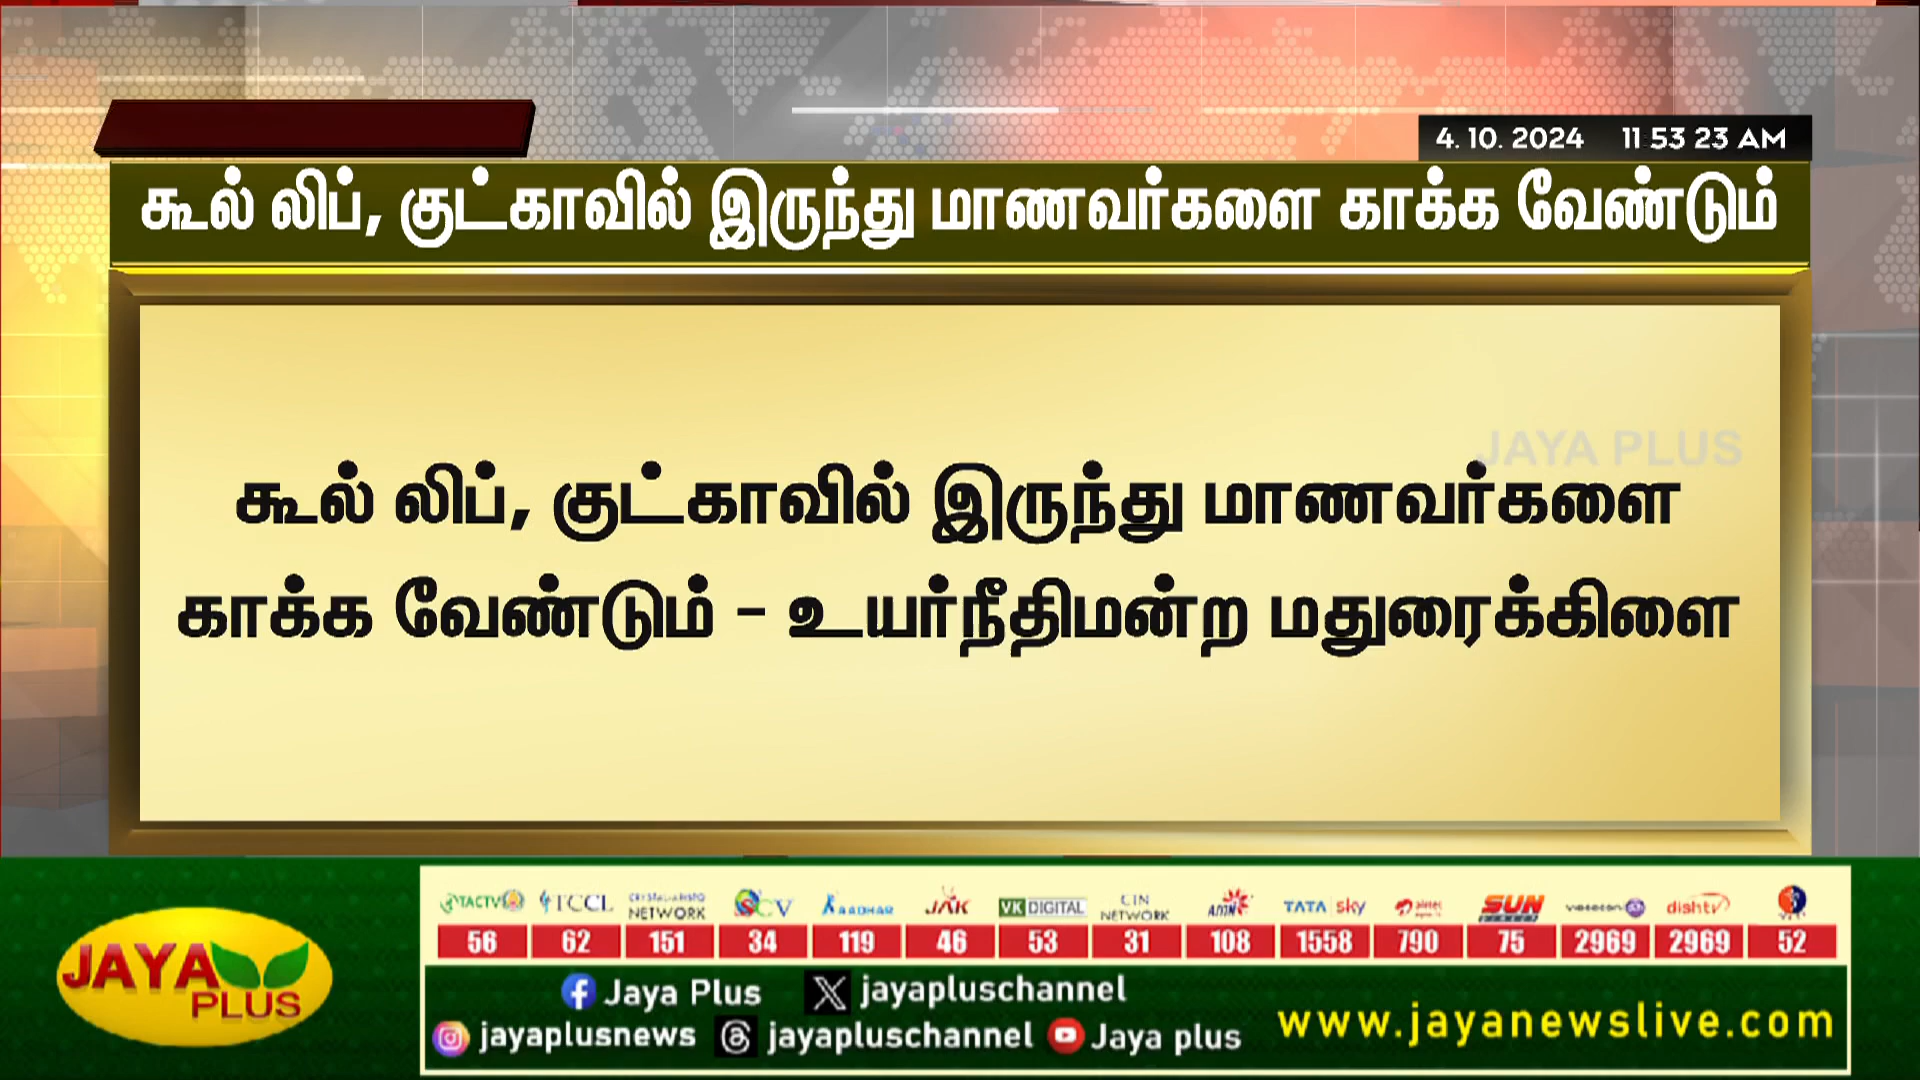 4. 10. 2024 11 53 23 AM
கூல் லிப், குட்காவில் இருந்து மாணவர்களை காக்க வேண்டும்
JAYA PLUS
கூல் லிப், குட்காவில் இருந்து மாணவர்களை
காக்க வேண்டும் - உயர்நீதிமன்ற மதுரைக்கிளை
TACTV TCCL NETWORK SCV AADHAR JAK VK DIGITAL CIN NETWORK TATA sky airtel SUN dishtv
56 62 151 34 119 46 53 31 108 1558 790 75 2969 2969 52
JAYA PLUS
Jaya Plus jayapluschannel
jayaplusnews jayapluschannel Jaya plus
www.jayanewslive.com